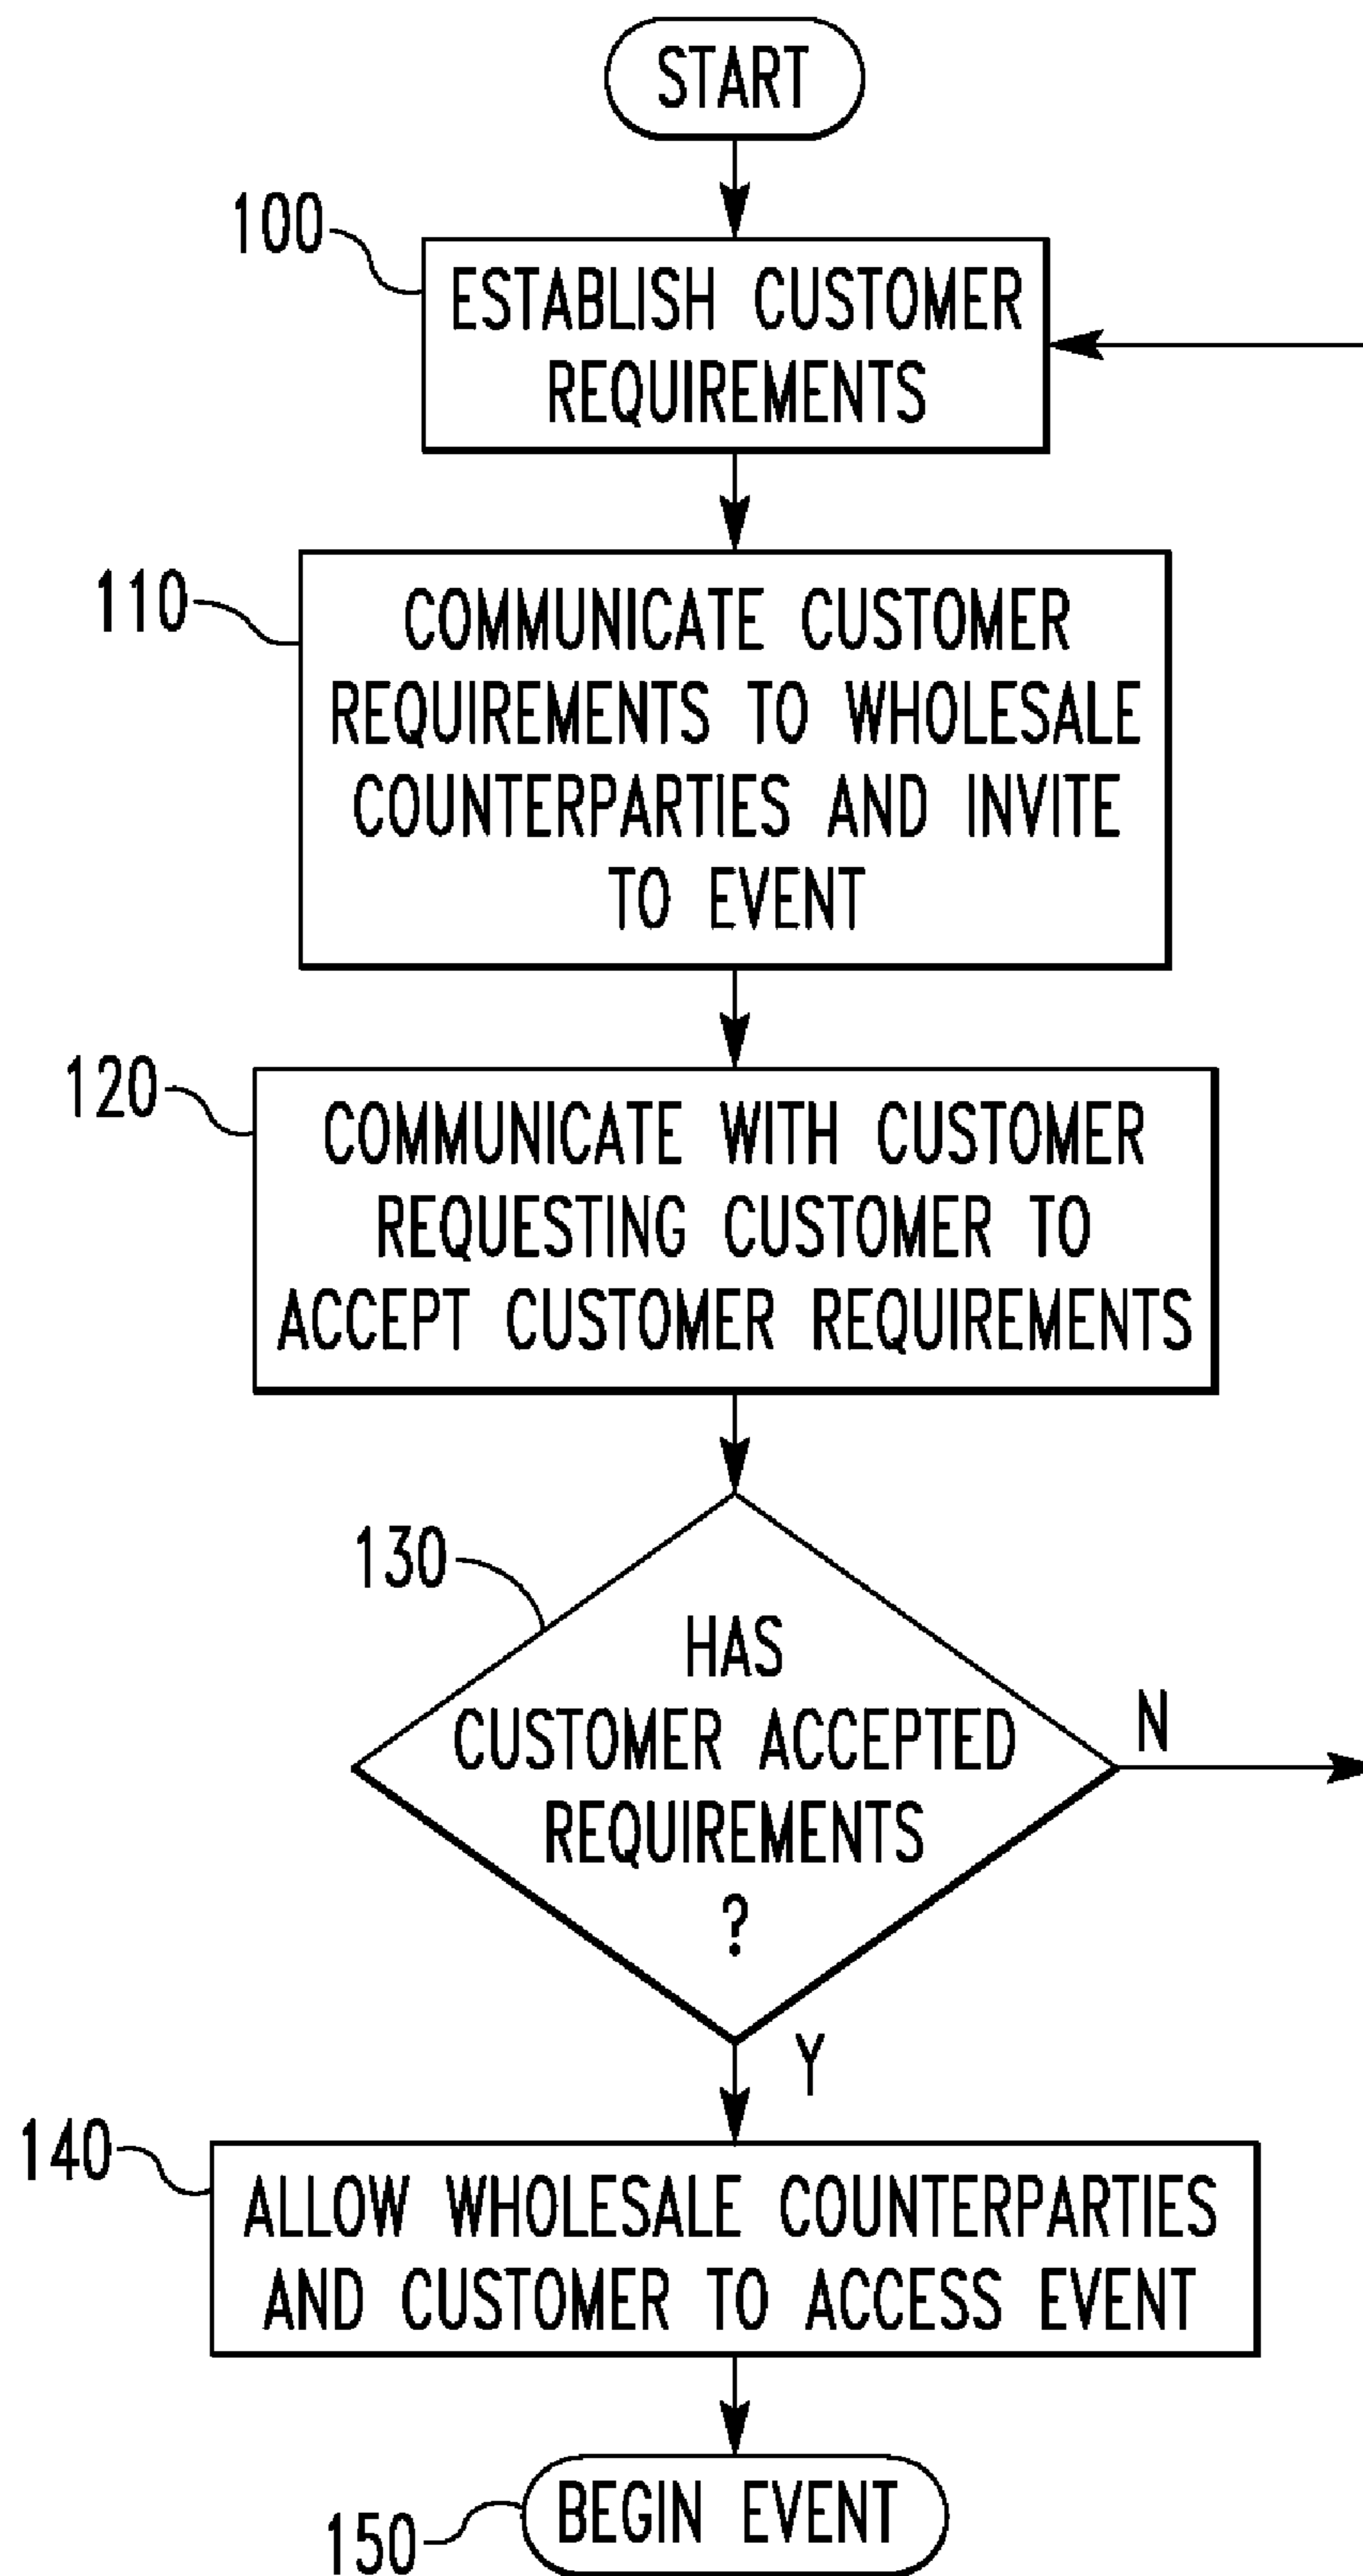 START
100
ESTABLISH CUSTOMER
REQUIREMENTS
110
COMMUNICATE CUSTOMER
REQUIREMENTS TO WHOLESALE
COUNTERPARTIES AND INVITE
TO EVENT
120
COMMUNICATE WITH CUSTOMER
REQUESTING CUSTOMER TO
ACCEPT CUSTOMER REQUIREMENTS
130
HAS
CUSTOMER ACCEPTED
REQUIREMENTS
?
N
Y
140
ALLOW WHOLESALE COUNTERPARTIES
AND CUSTOMER TO ACCESS EVENT
150
BEGIN EVENT